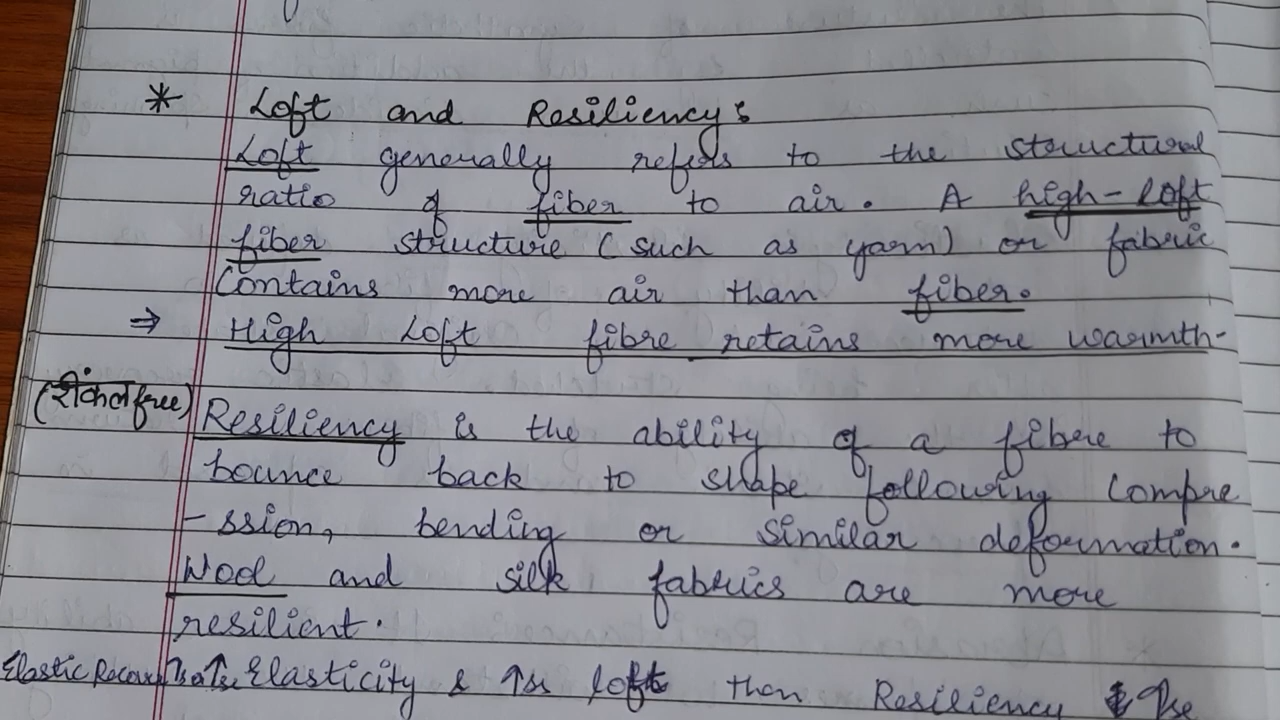 * Loft and Resiliency:
Loft generally refers to the structural
ratio of fiber to air. A high-loft
fiber structure (such as yarn) or fabric
Contains more air than fiber.
⇒ High Loft fibre retains more warmth-
Resiliency is the ability of a fibere to
bounce back to shape following Compre
-ssion, bending or similar deformation.
Wool and silk fabrics are more
resilient.
Elastic Elasticity & ↑se loft then Resiliency ↑se